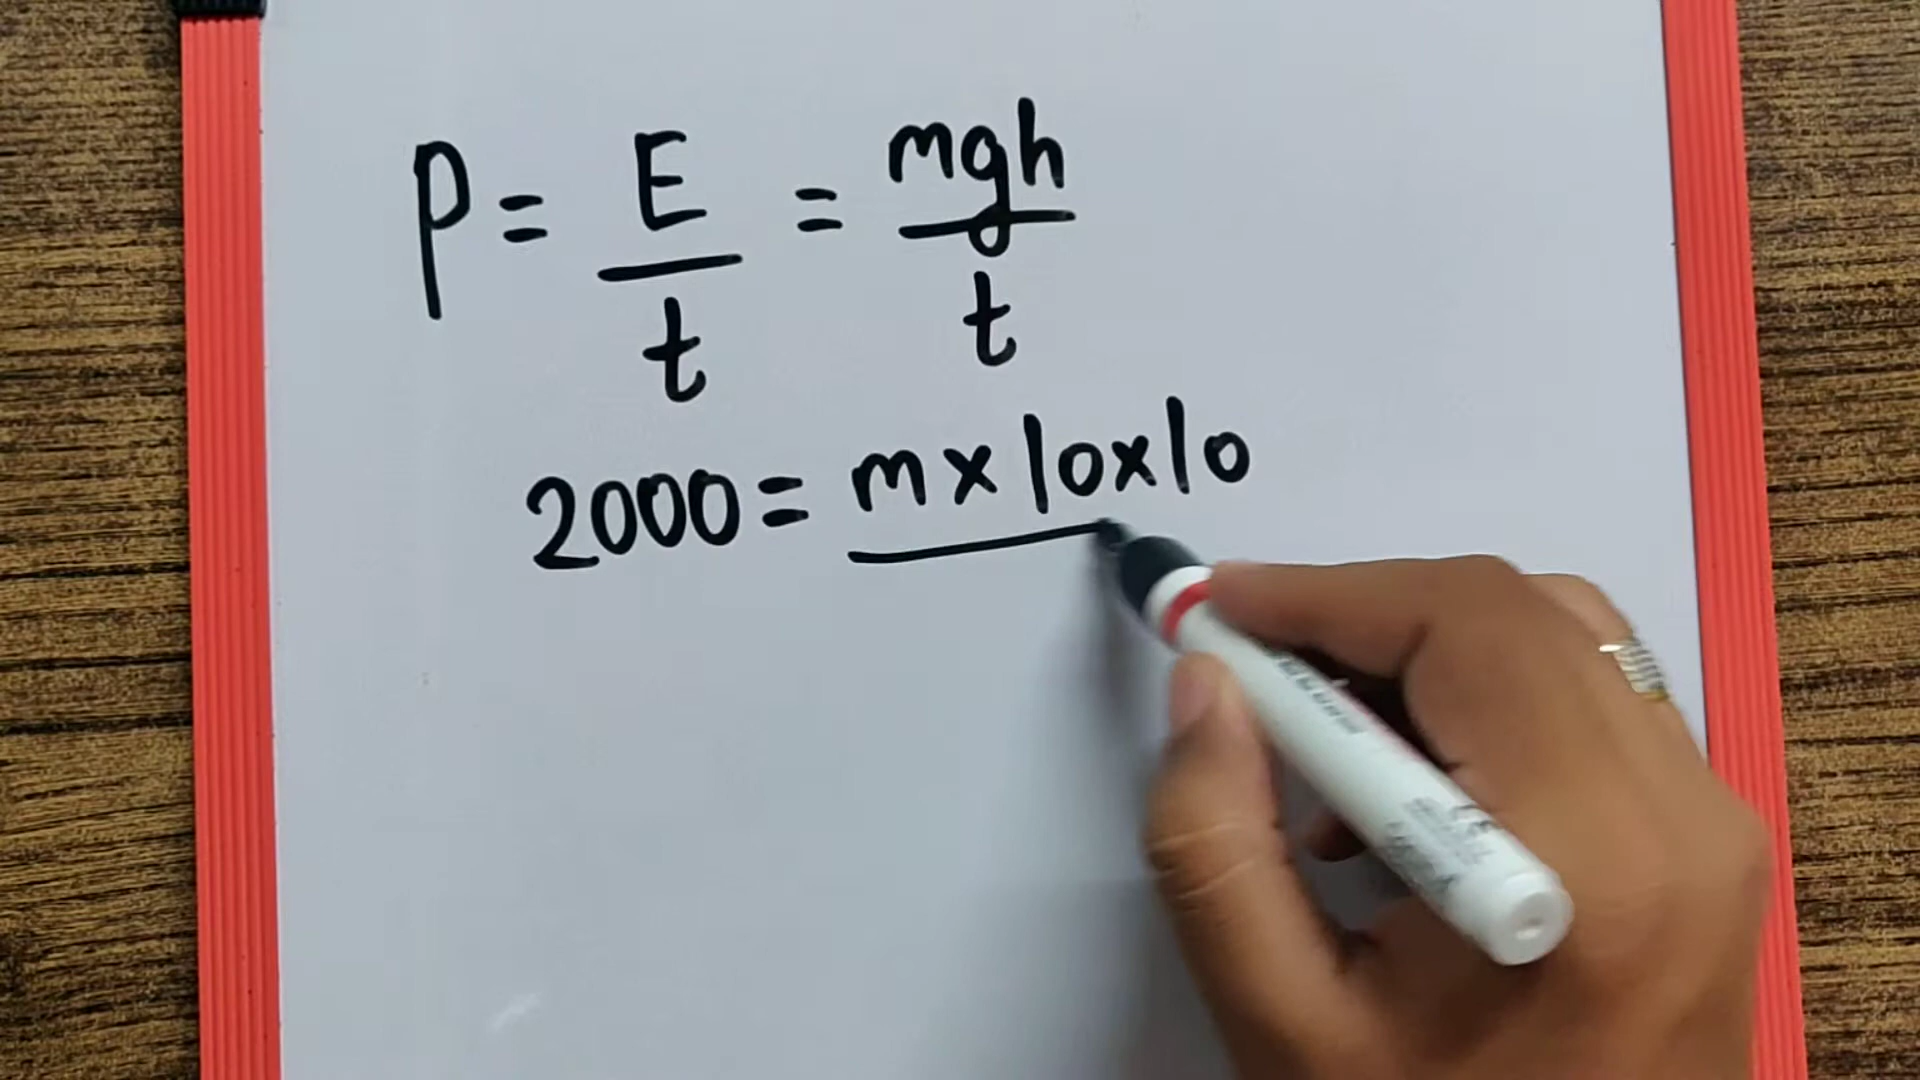 P = E/t = mgh/t
2000 = m x 10 x 10